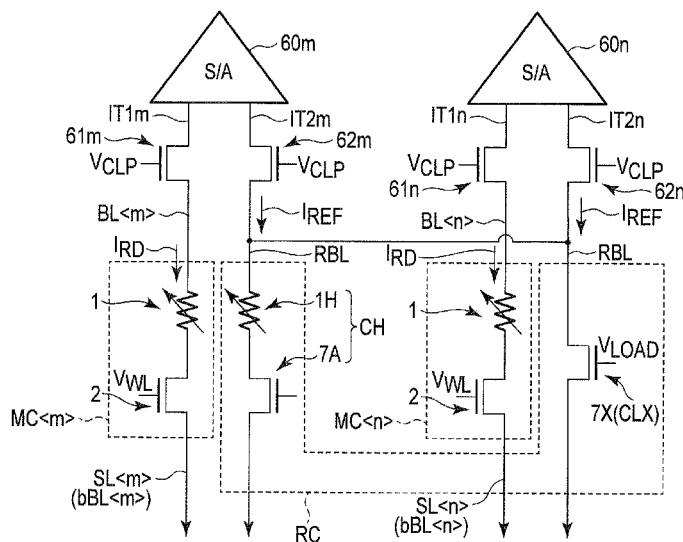 60m
60n
S/A
S/A
IT1m
IT2m
IT1n
IT2n
61m
62m
VCLP
VCLP
VCLP
VCLP
61n
62n
BL<m>
IREF
BL<n>
IREF
IRD
RBL
IRD
RBL
1
1H
CH
1
7A
VLOAD
VWL
2
VWL
2
7X(CLX)
MC<m>
MC<n>
SL<m>
(bBL<m>)
RC
SL<n>
(bBL<n>)